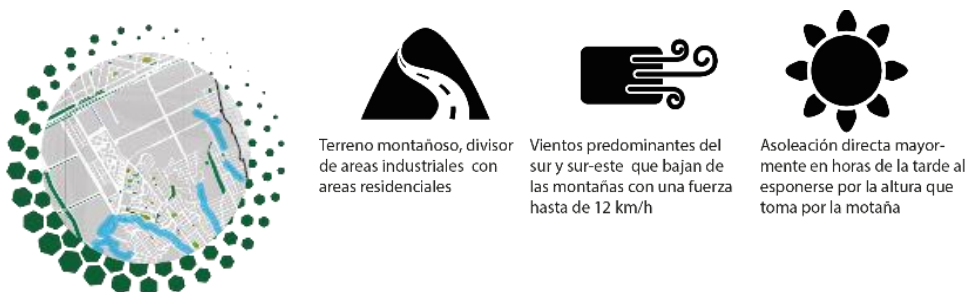 Terreno montañoso, divisor
de areas industriales con
areas residenciales
Vientos predominantes del
sur y sur-este que bajan de
las montañas con una fuerza
hasta de 12 km/h
Asoleación directa mayor-
mente en horas de la tarde al
esponerse por la altura que
toma por la motaña